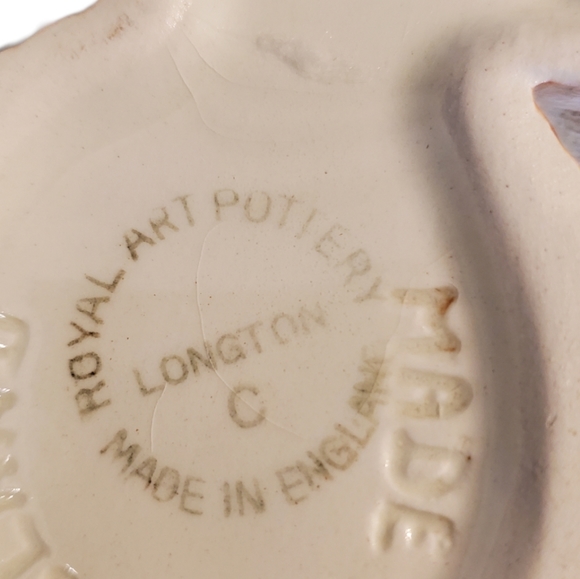 ROYAL ART POTTERY
LONGTON
C
MADE IN ENGLAND
MADE